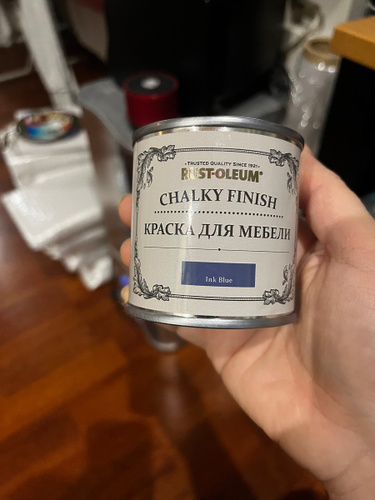 • TRUSTED QUALITY SINCE 1921 •
RUST-OLEUM®
CHALKY FINISH
КРАСКА ДЛЯ МЕБЕЛИ
Ink Blue